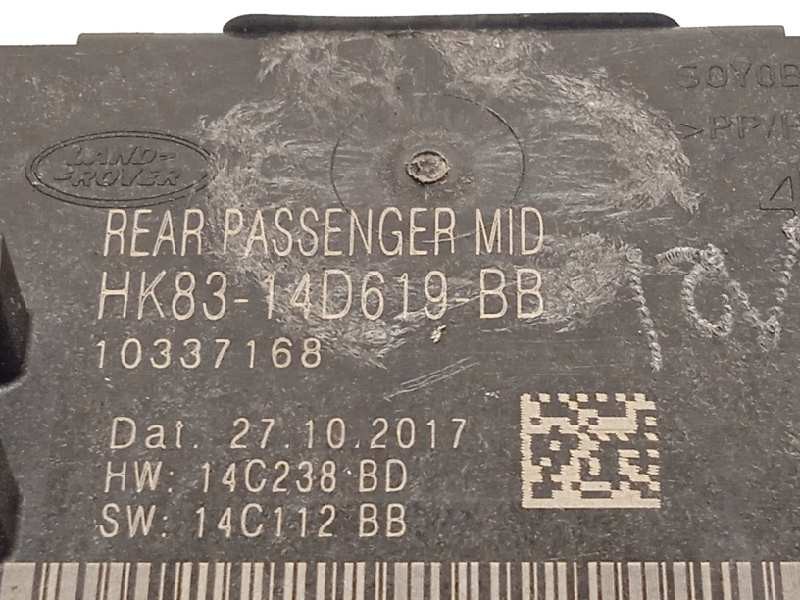 LAND-
ROVER
REAR PASSENGER MID
HK83-14D619-BB
10337168
Dat. 27.10.2017
HW: 14C238 BD
SW: 14C112 BB
>PP/